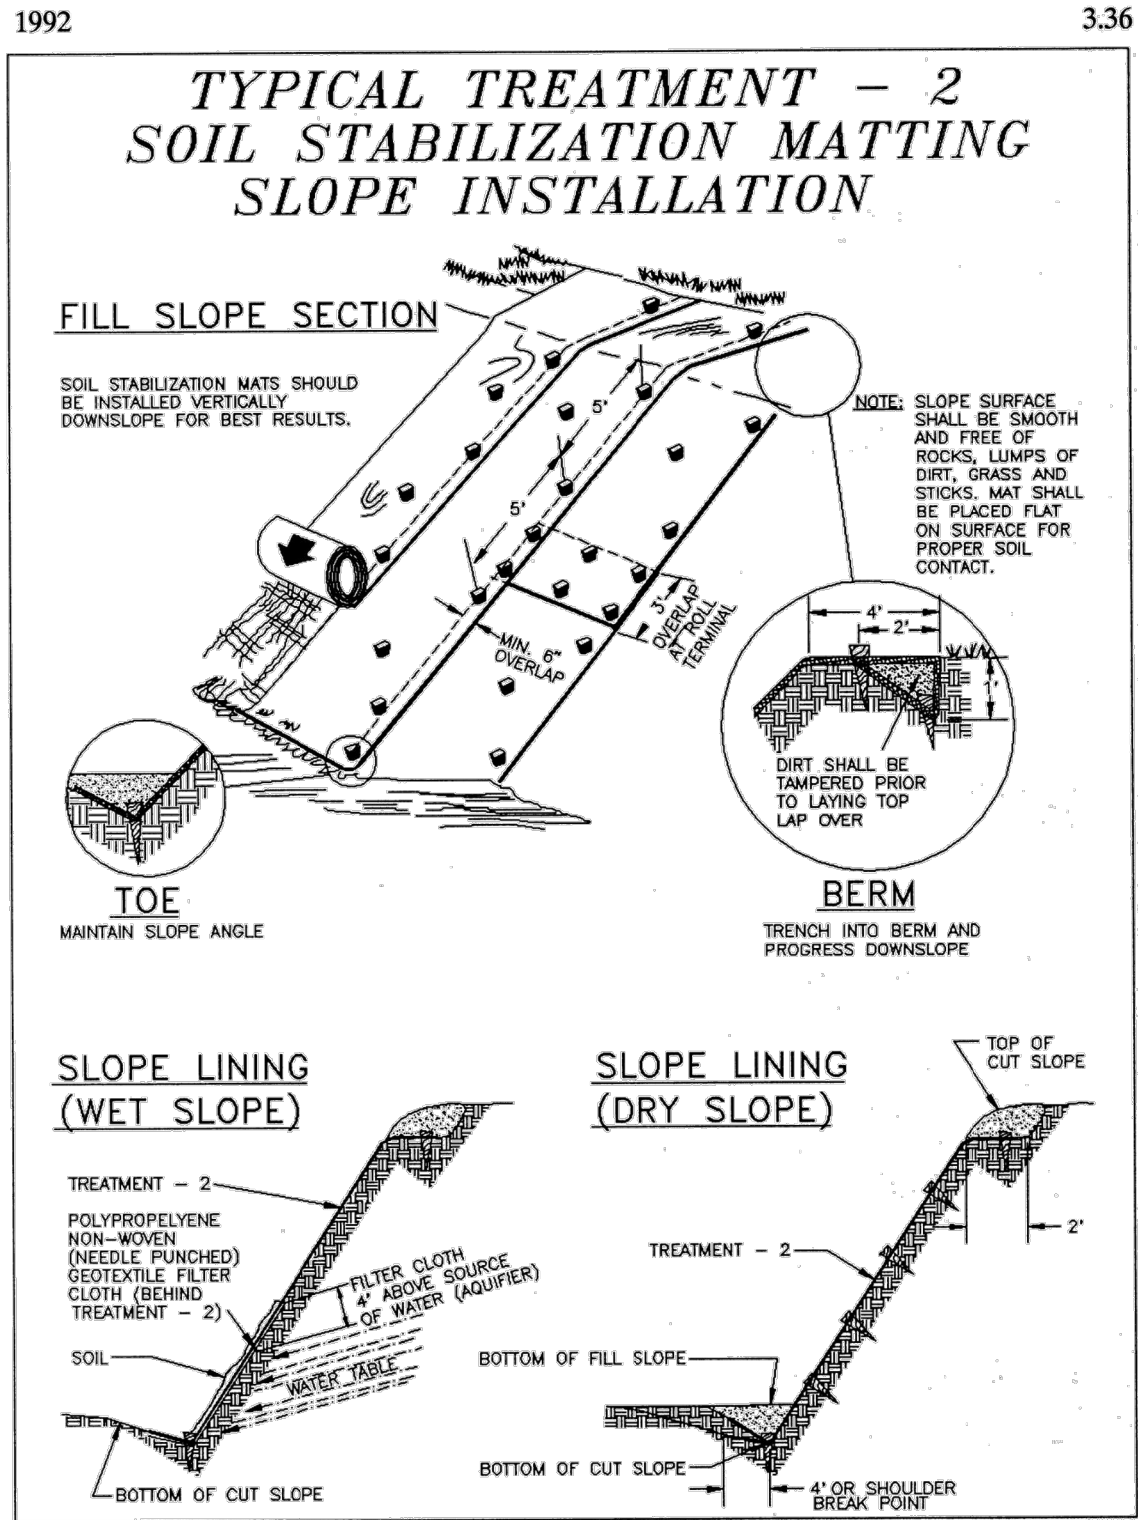 1992
3.36
TYPICAL TREATMENT - 2
SOIL STABILIZATION MATTING
SLOPE INSTALLATION
FILL SLOPE SECTION
SOIL STABILIZATION MATS SHOULD
BE INSTALLED VERTICALLY
DOWNSLOPE FOR BEST RESULTS.
5'
5'
NOTE: SLOPE SURFACE
SHALL BE SMOOTH
AND FREE OF
ROCKS, LUMPS OF
DIRT, GRASS AND
STICKS. MAT SHALL
BE PLACED FLAT
ON SURFACE FOR
PROPER SOIL
CONTACT.
3'
OVERLAP
AT ROLL
TERMINAL
MIN. 6"
OVERLAP
4'
2'
1'
DIRT SHALL BE
TAMPERED PRIOR
TO LAYING TOP
LAP OVER
TOE
MAINTAIN SLOPE ANGLE
BERM
TRENCH INTO BERM AND
PROGRESS DOWNSLOPE
SLOPE LINING
(WET SLOPE)
TREATMENT - 2
POLYPROPELYENE
NON-WOVEN
(NEEDLE PUNCHED)
GEOTEXTILE FILTER
CLOTH (BEHIND
TREATMENT - 2)
SOIL
FILTER CLOTH
4' ABOVE SOURCE
OF WATER (AQUIFIER)
WATER TABLE
BOTTOM OF CUT SLOPE
SLOPE LINING
(DRY SLOPE)
TOP OF
CUT SLOPE
2'
TREATMENT - 2
BOTTOM OF FILL SLOPE
BOTTOM OF CUT SLOPE
4' OR SHOULDER
BREAK POINT